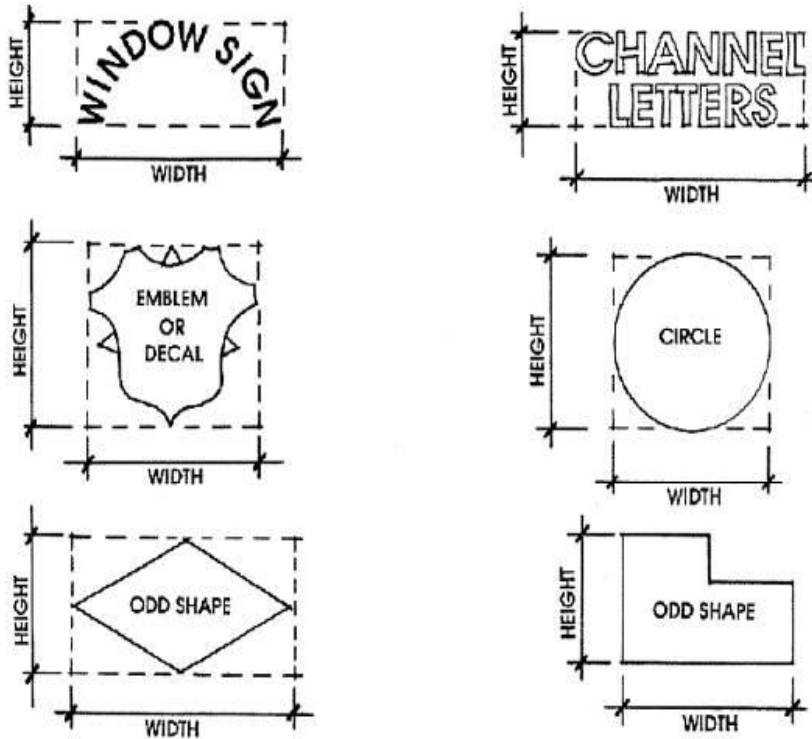 HEIGHT
WINDOW SIGN
WIDTH
HEIGHT
CHANNEL
LETTERS
WIDTH
HEIGHT
EMBLEM
OR
DECAL
WIDTH
HEIGHT
CIRCLE
WIDTH
HEIGHT
ODD SHAPE
WIDTH
HEIGHT
ODD SHAPE
WIDTH